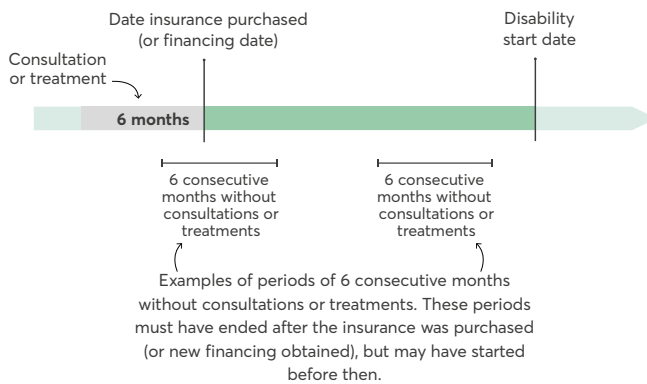 Date insurance purchased
(or financing date)
Disability
start date
Consultation
or treatment
6 months
6 consecutive
months without
consultations or
treatments
6 consecutive
months without
consultations or
treatments
Examples of periods of 6 consecutive months
without consultations or treatments. These periods
must have ended after the insurance was purchased
(or new financing obtained), but may have started
before then.